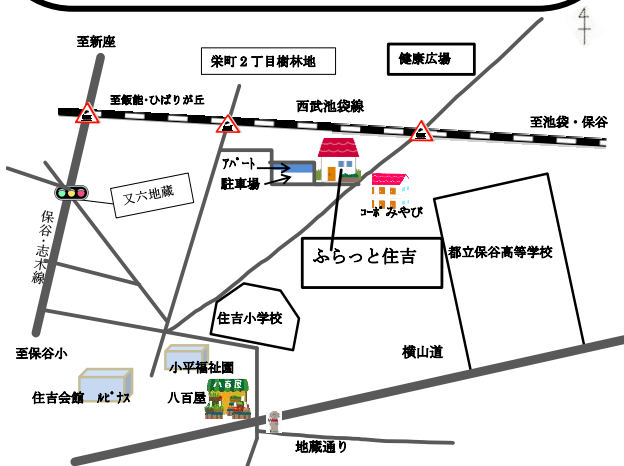 至新座
栄町２丁目樹林地
健康広場
至飯能・ひばりが丘
西武池袋線
至池袋・保谷
ｱﾊﾟｰﾄ
駐車場
又六地蔵
ｺｰﾎﾟみやび
保谷・志木線
ふらっと住吉
都立保谷高等学校
住吉小学校
至保谷小
横山道
小平福祉園
八百屋
住吉会館　ﾙﾋﾟﾅｽ
八百屋
地蔵通り